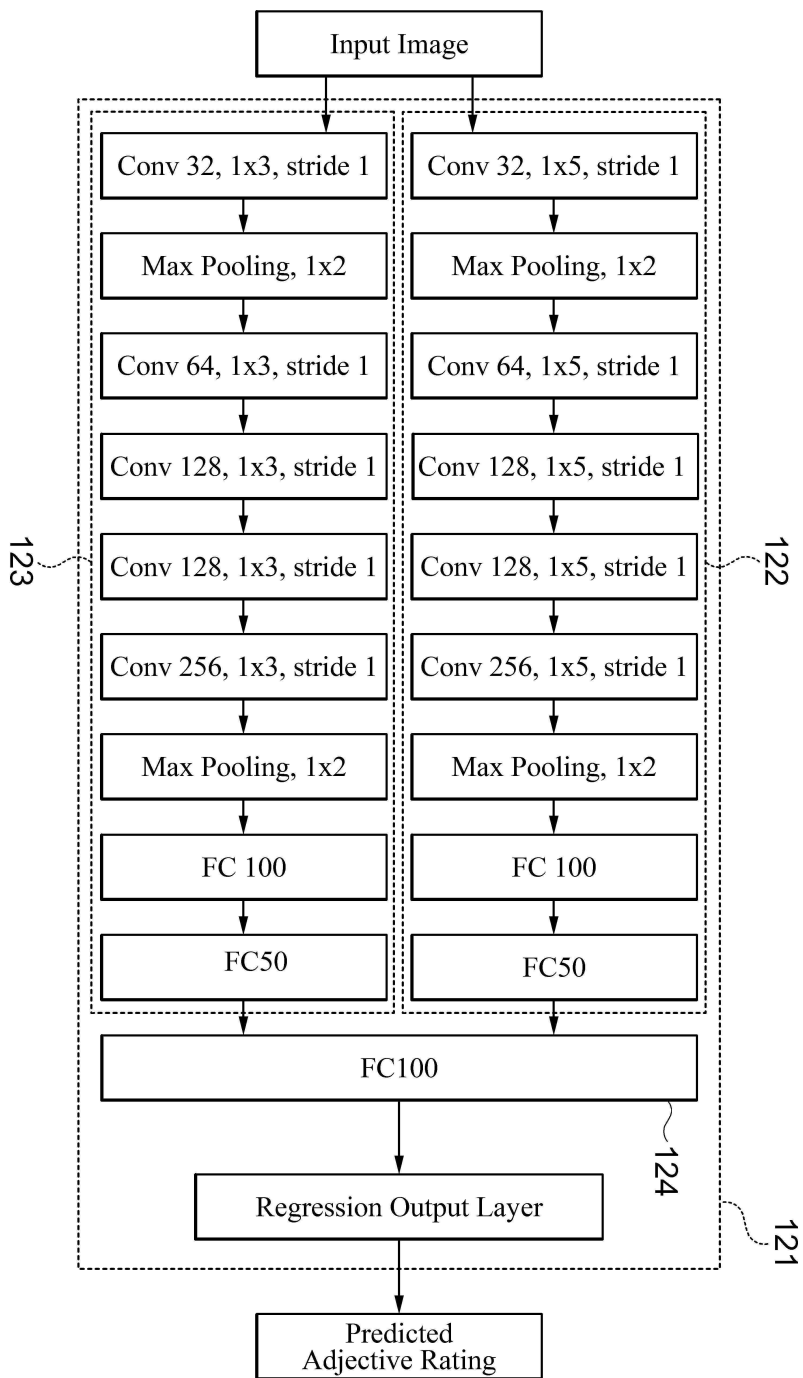 Input Image
Conv 32, 1x3, stride 1
Max Pooling, 1x2
Conv 64, 1x3, stride 1
Conv 128, 1x3, stride 1
Conv 128, 1x3, stride 1
Conv 256, 1x3, stride 1
Max Pooling, 1x2
FC 100
FC50
123
Conv 32, 1x5, stride 1
Max Pooling, 1x2
Conv 64, 1x5, stride 1
Conv 128, 1x5, stride 1
Conv 128, 1x5, stride 1
Conv 256, 1x5, stride 1
Max Pooling, 1x2
FC 100
FC50
122
FC100
124
Regression Output Layer
121
Predicted
Adjective Rating